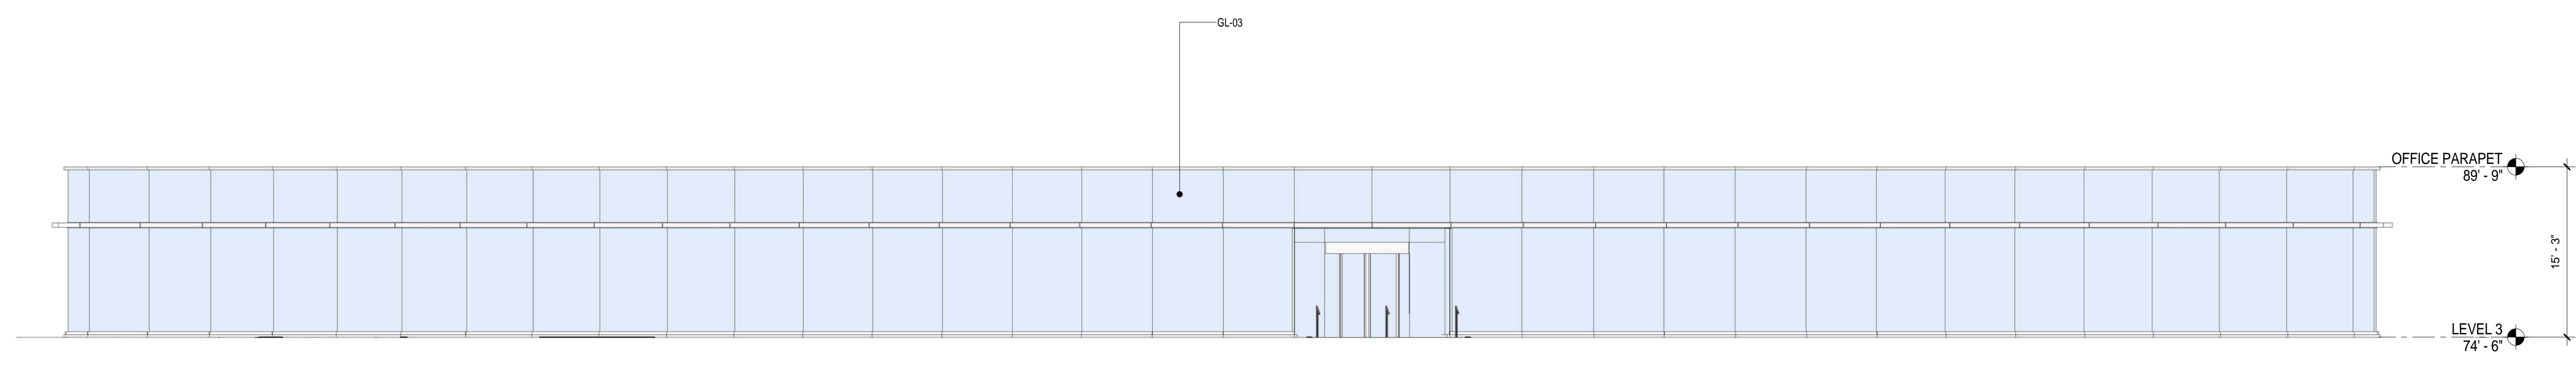 GL-03
OFFICE PARAPET
89' - 9"
15' - 3"
LEVEL 3
74' - 6"